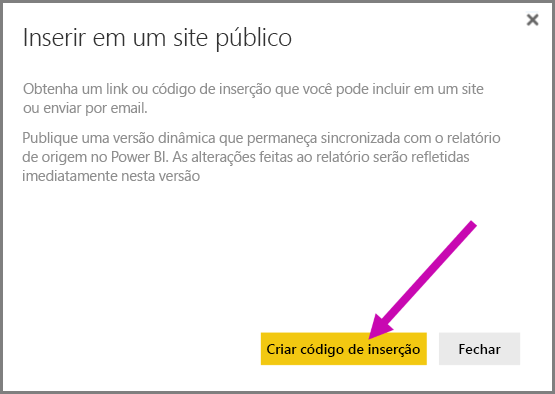 Inserir em um site público
Obtenha um link ou código de inserção que você pode incluir em um site
ou enviar por email.
Publique uma versão dinâmica que permaneça sincronizada com o relatório
de origem no Power BI. As alterações feitas ao relatório serão refletidas
imediatamente nesta versão
Criar código de inserção
Fechar